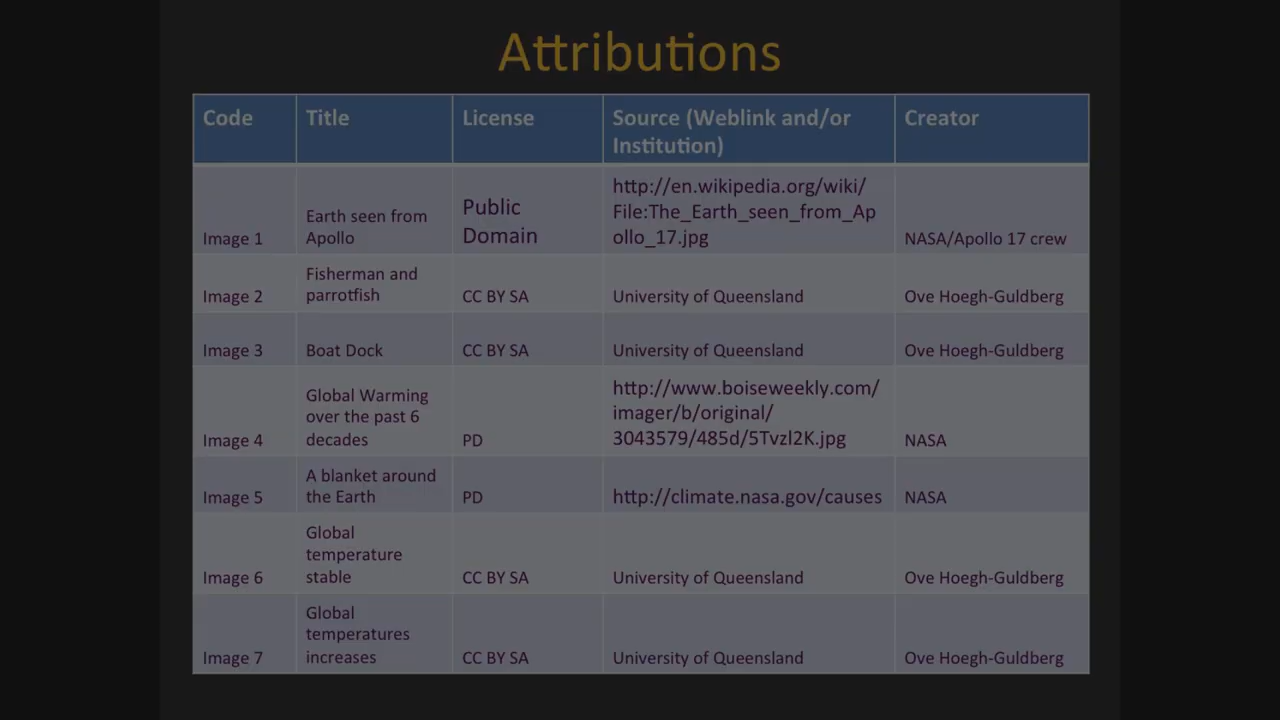 Attributions
Code
Title
License
Source (Weblink and/or
Institution)
Creator
Image 1
Earth seen from
Apollo
Public
Domain
http://en.wikipedia.org/wiki/
File:The_Earth_seen_from_Ap
ollo_17.jpg
NASA/Apollo 17 crew
Image 2
Fisherman and
parrotfish
CC BY SA
University of Queensland
Ove Hoegh-Guldberg
Image 3
Boat Dock
CC BY SA
University of Queensland
Ove Hoegh-Guldberg
Image 4
Global Warming
over the past 6
decades
PD
http://www.boiseweekly.com/
imager/b/original/
3043579/485d/5Tvzl2K.jpg
NASA
Image 5
A blanket around
the Earth
PD
http://climate.nasa.gov/causes
NASA
Image 6
Global
temperature
stable
CC BY SA
University of Queensland
Ove Hoegh-Guldberg
Image 7
Global
temperatures
increases
CC BY SA
University of Queensland
Ove Hoegh-Guldberg